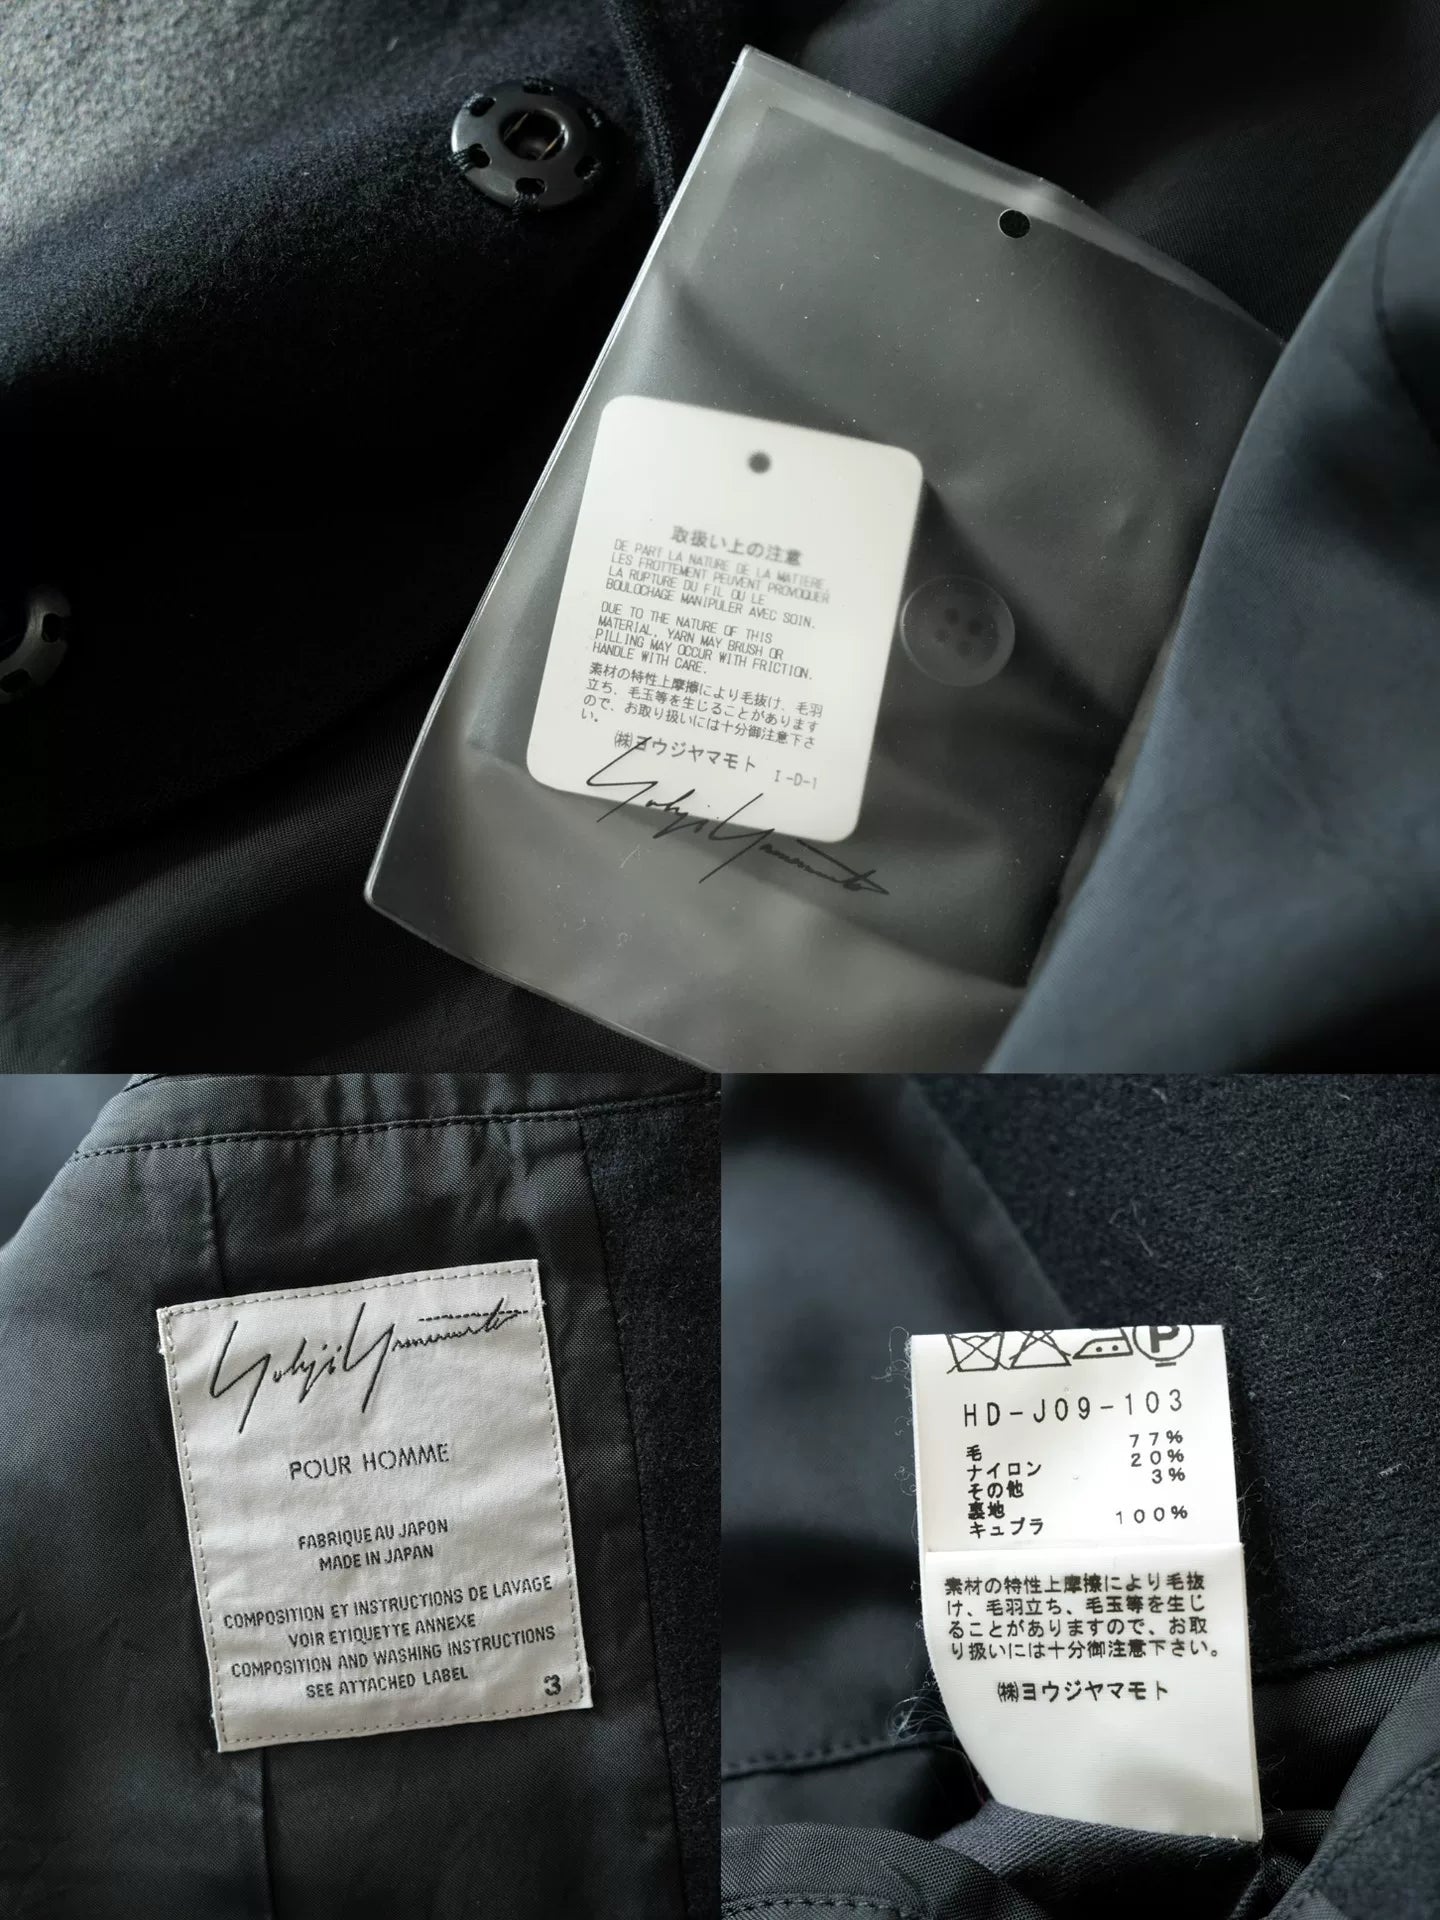 取扱い上の注意
DE PART LA NATURE DE LA MATIERE,
LES FROTTEMENT PEUVENT PROVOQUER
LA RUPTURE DU FIL OU LE
BOULOCHAGE MANIPULER AVEC SOIN.
DUE TO THE NATURE OF THIS
MATERIAL, YARN MAY BRUSH OR
PILLING MAY OCCUR WITH FRICTION.
HANDLE WITH CARE.
素材の特性上摩擦により毛抜け、毛羽
立ち、毛玉等を生じることがあります
ので、お取り扱いには十分御注意下さ
い。
㈱ヨウジヤマモト I-D-1
Yohji Yamamoto
Yohji Yamamoto
POUR HOMME
FABRIQUE AU JAPON
MADE IN JAPAN
COMPOSITION ET INSTRUCTIONS DE LAVAGE
VOIR ETIQUETTE ANNEXE
COMPOSITION AND WASHING INSTRUCTIONS
SEE ATTACHED LABEL
3
P
HD-J09-103
毛 77%
ナイロン 20%
その他 3%
裏地
キュプラ 100%
素材の特性上摩擦により毛抜
け、毛羽立ち、毛玉等を生じ
ることがありますので、お取
り扱いには十分御注意下さい。
㈱ヨウジヤマモト